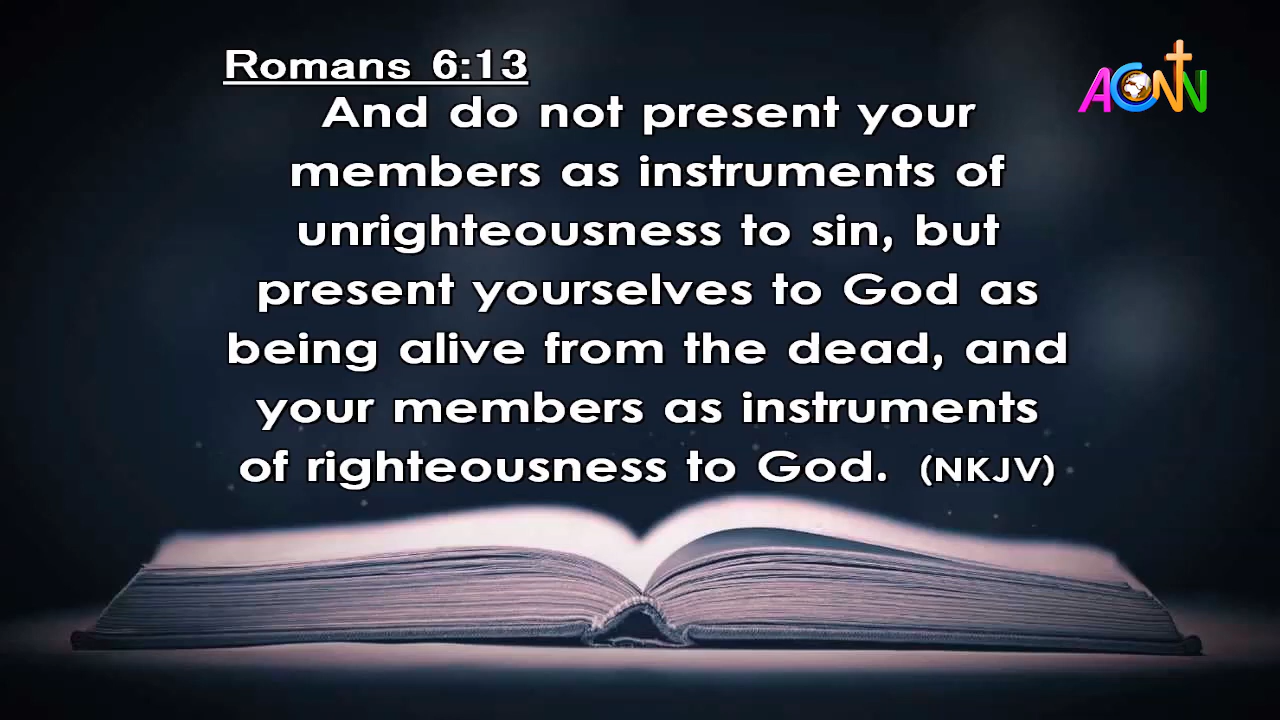 Romans 6:13
ACNN
And do not present your
members as instruments of
unrighteousness to sin, but
present yourselves to God as
being alive from the dead, and
your members as instruments
of righteousness to God. (NKJV)